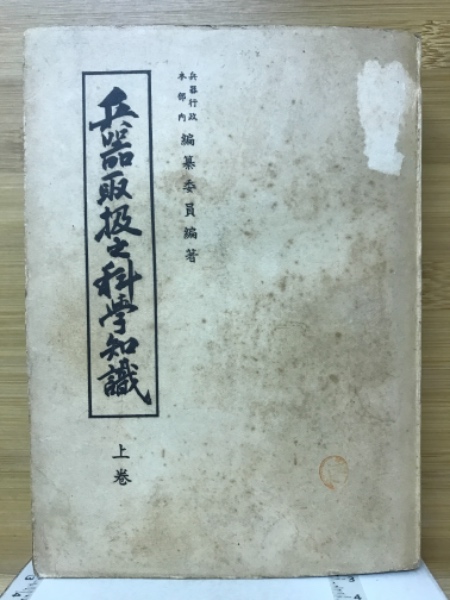 兵器行政
本部内
編纂委員編著
兵器取扱之科学知識
上巻